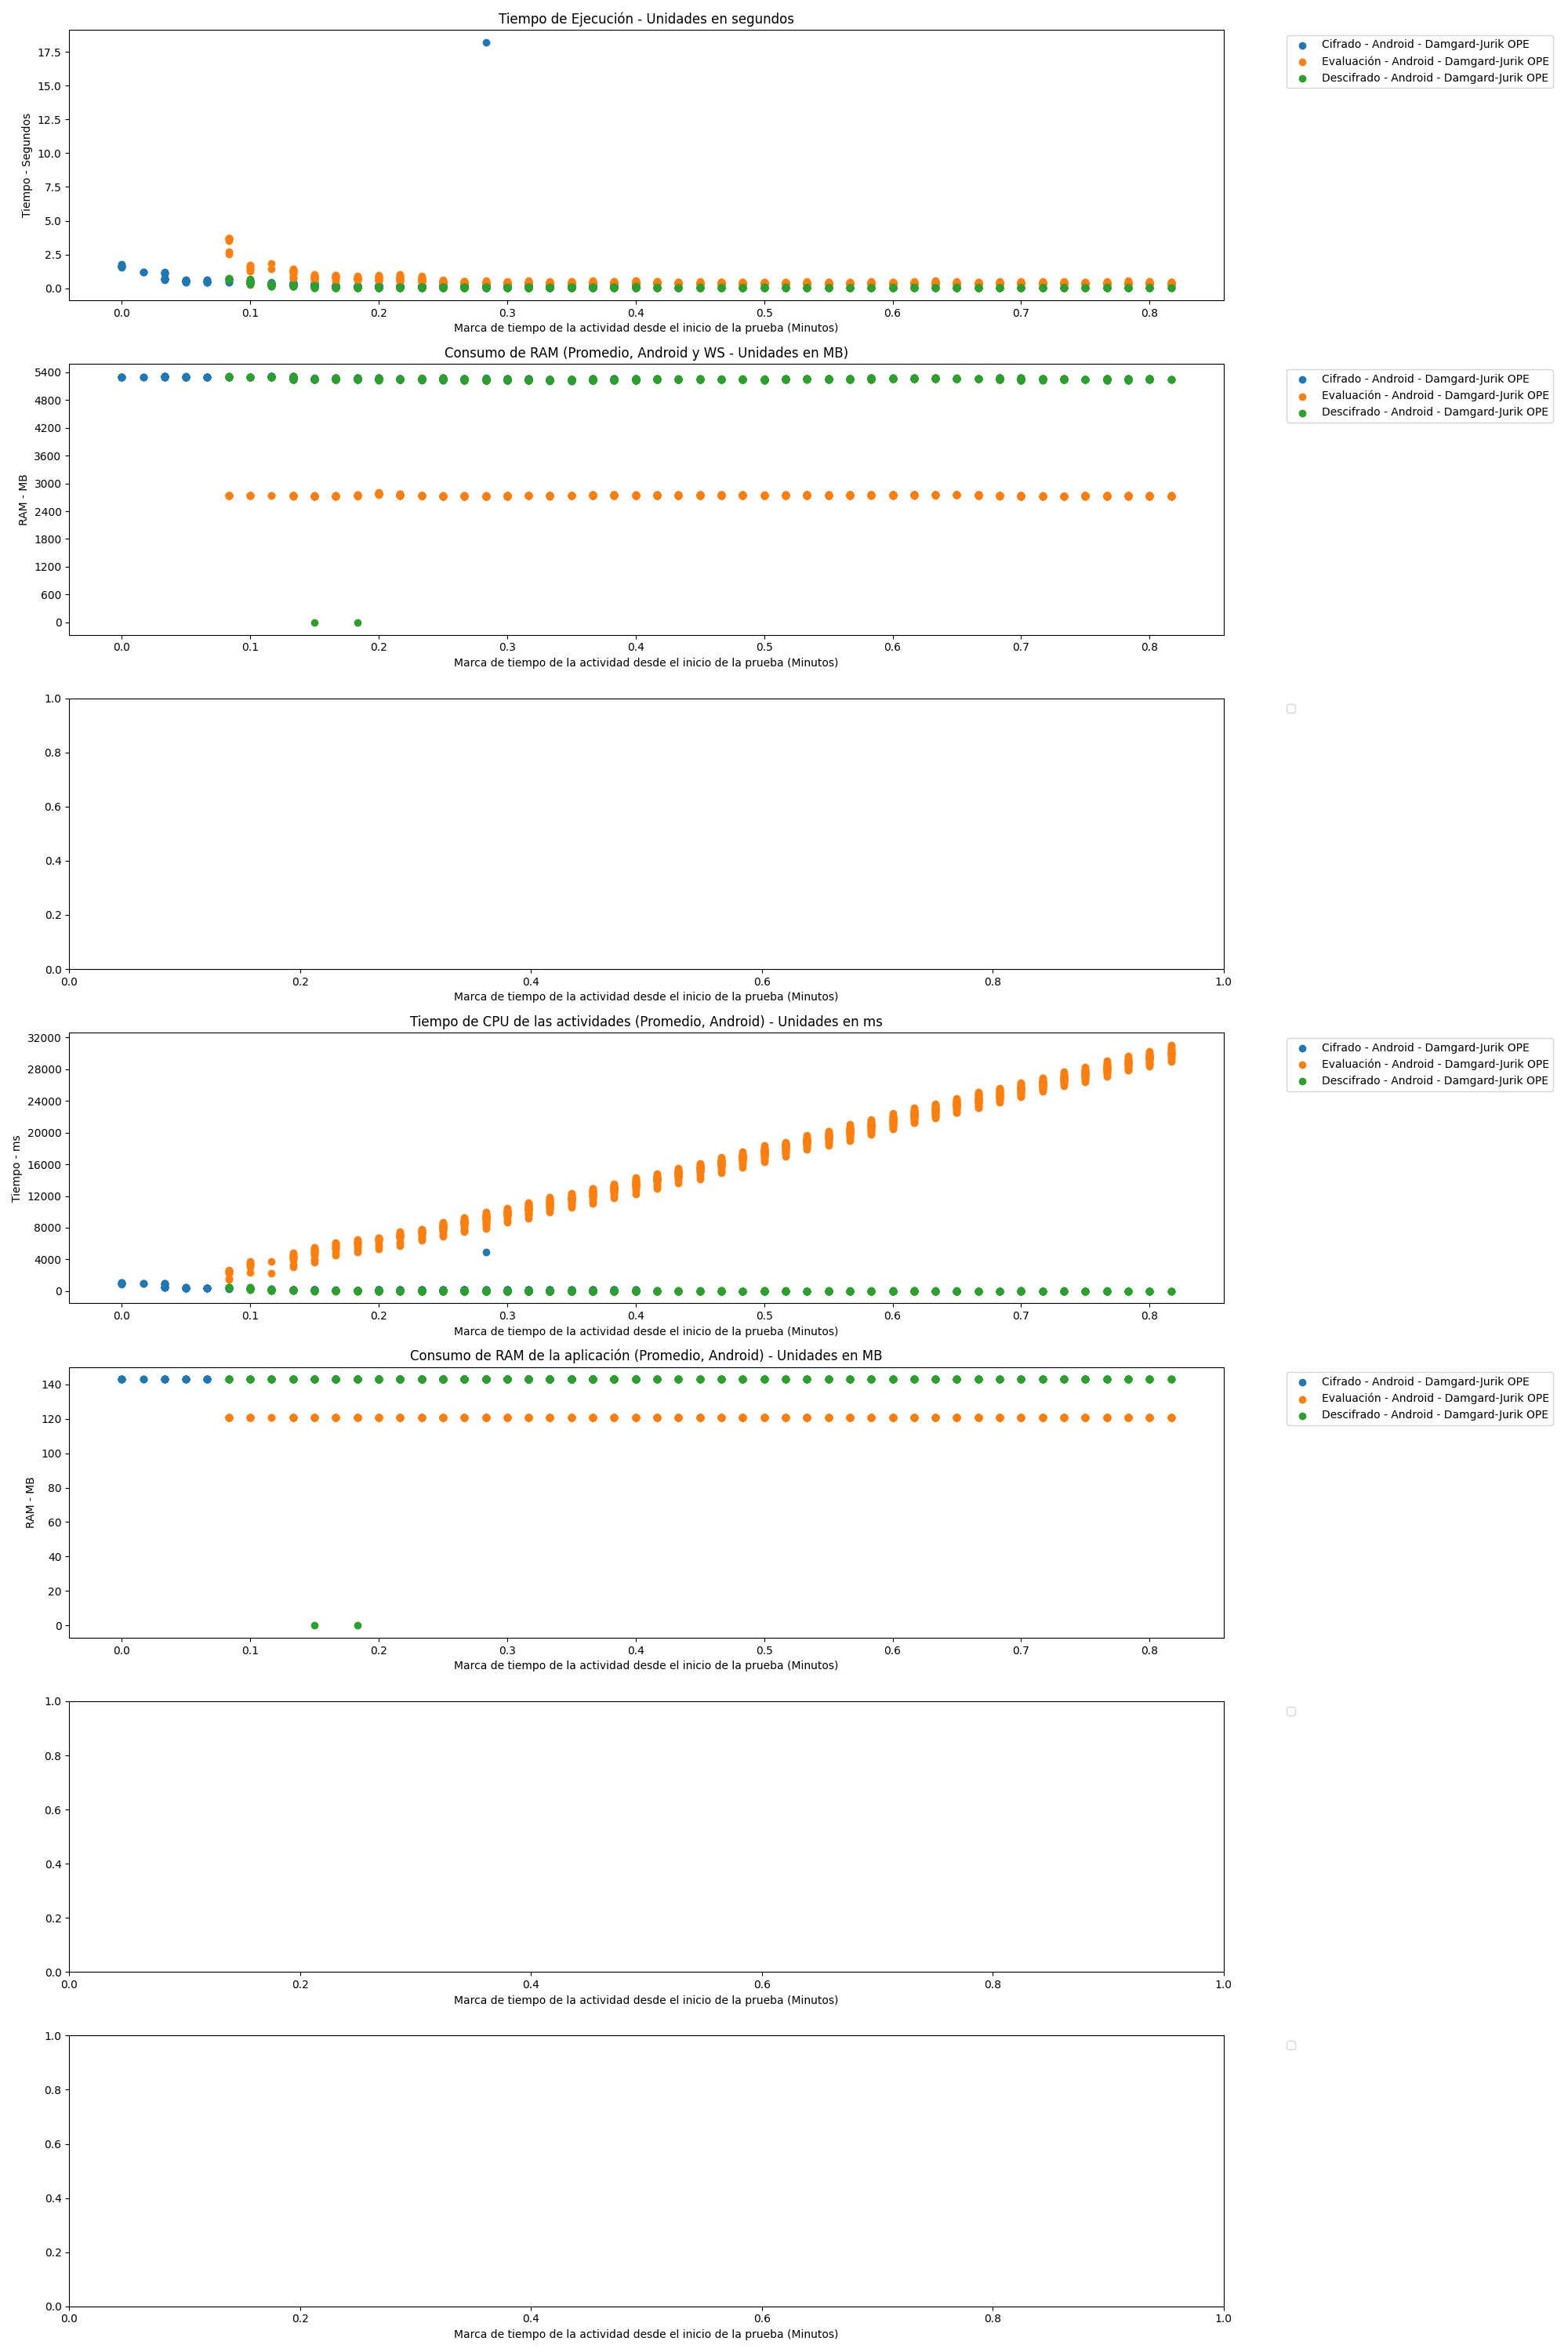 Tiempo de Ejecución - Unidades en segundos
17.5
15.0
12.5
10.0
7.5
5.0
2.5
0.0
Tiempo - Segundos
0.0 0.1 0.2 0.3 0.4 0.5 0.6 0.7 0.8
Marca de tiempo de la actividad desde el inicio de la prueba (Minutos)
Cifrado - Android - Damgard-Jurik OPE
Evaluación - Android - Damgard-Jurik OPE
Descifrado - Android - Damgard-Jurik OPE
Consumo de RAM (Promedio, Android y WS - Unidades en MB)
5400
4800
4200
3600
3000
2400
1800
1200
600
0
RAM - MB
0.0 0.1 0.2 0.3 0.4 0.5 0.6 0.7 0.8
Marca de tiempo de la actividad desde el inicio de la prueba (Minutos)
Cifrado - Android - Damgard-Jurik OPE
Evaluación - Android - Damgard-Jurik OPE
Descifrado - Android - Damgard-Jurik OPE
1.0
0.8
0.6
0.4
0.2
0.0
0.0 0.2 0.4 0.6 0.8 1.0
Marca de tiempo de la actividad desde el inicio de la prueba (Minutos)
Tiempo de CPU de las actividades (Promedio, Android) - Unidades en ms
32000
28000
24000
20000
16000
12000
8000
4000
0
Tiempo - ms
0.0 0.1 0.2 0.3 0.4 0.5 0.6 0.7 0.8
Marca de tiempo de la actividad desde el inicio de la prueba (Minutos)
Cifrado - Android - Damgard-Jurik OPE
Evaluación - Android - Damgard-Jurik OPE
Descifrado - Android - Damgard-Jurik OPE
Consumo de RAM de la aplicación (Promedio, Android) - Unidades en MB
140
120
100
80
60
40
20
0
RAM - MB
0.0 0.1 0.2 0.3 0.4 0.5 0.6 0.7 0.8
Marca de tiempo de la actividad desde el inicio de la prueba (Minutos)
Cifrado - Android - Damgard-Jurik OPE
Evaluación - Android - Damgard-Jurik OPE
Descifrado - Android - Damgard-Jurik OPE
1.0
0.8
0.6
0.4
0.2
0.0
0.0 0.2 0.4 0.6 0.8 1.0
Marca de tiempo de la actividad desde el inicio de la prueba (Minutos)
1.0
0.8
0.6
0.4
0.2
0.0
0.0 0.2 0.4 0.6 0.8 1.0
Marca de tiempo de la actividad desde el inicio de la prueba (Minutos)